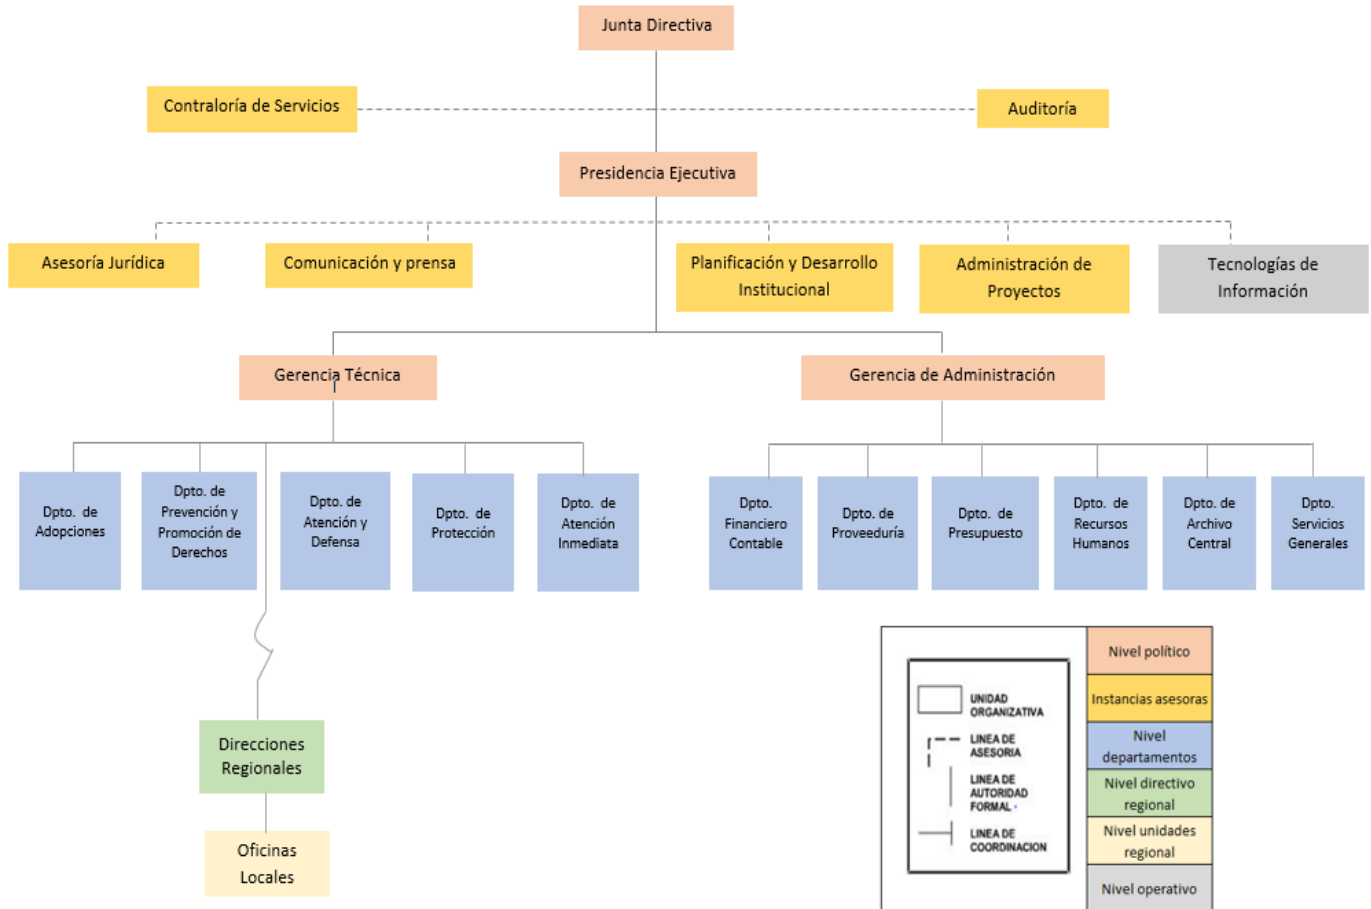 Junta Directiva
Contraloría de Servicios
Auditoría
Presidencia Ejecutiva
Asesoría Jurídica
Comunicación y prensa
Planificación y Desarrollo
Institucional
Administración de
Proyectos
Tecnologías de
Información
Gerencia Técnica
Gerencia de Administración
Dpto. de
Adopciones
Dpto. de
Prevención y
Promoción de
Derechos
Dpto. de
Atención y
Defensa
Dpto. de
Protección
Dpto. de
Atención
Inmediata
Dpto.
Financiero
Contable
Dpto. de
Proveeduría
Dpto. de
Presupuesto
Dpto. de
Recursos
Humanos
Dpto. de
Archivo
Central
Dpto.
Servicios
Generales
Direcciones
Regionales
Oficinas
Locales
UNIDAD
ORGANIZATIVA
LINEA DE
ASESORIA
LINEA DE
AUTORIDAD
FORMAL
LINEA DE
COORDINACION
Nivel político
Instancias asesoras
Nivel
departamentos
Nivel directivo
regional
Nivel unidades
regional
Nivel operativo